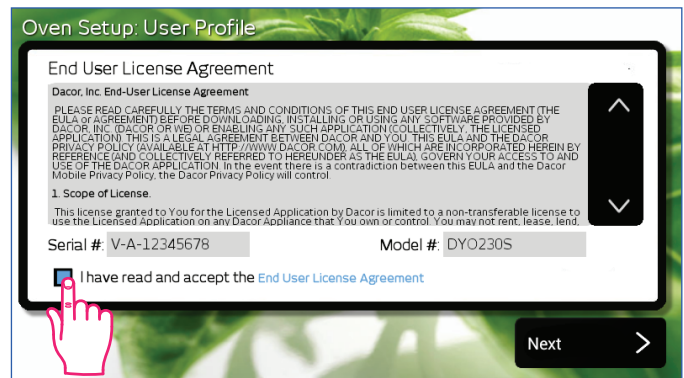 Oven Setup: User Profile
End User License Agreement
Dacor, Inc. End-User License Agreement
PLEASE READ CAREFULLY THE TERMS AND CONDITIONS OF THIS END USER LICENSE AGREEMENT (THE
EULA or AGREEMENT) BEFORE DOWNLOADING, INSTALLING OR USING ANY SOFTWARE PROVIDED BY
DACOR, INC. (DACOR OR WE) OR ENABLING ANY SUCH APPLICATION (COLLECTIVELY, THE LICENSED
APPLICATION). THIS IS A LEGAL AGREEMENT BETWEEN DACOR AND YOU. THIS EULA AND THE DACOR
PRIVACY POLICY (AVAILABLE AT HTTP://WWW.DACOR.COM), ALL OF WHICH ARE INCORPORATED HEREIN BY
REFERENCE (AND COLLECTIVELY REFERRED TO HEREUNDER AS THE EULA), GOVERN YOUR ACCESS TO AND
USE OF THE DACOR APPLICATION. In the event there is a contradiction between this EULA and the Dacor
Mobile Privacy Policy, the Dacor Privacy Policy will control.
1. Scope of License.
This license granted to You for the Licensed Application by Dacor is limited to a non-transferable license to
use the Licensed Application on any Dacor Appliance that You own or control. You may not rent, lease, lend,
Serial #: V-A-12345678 Model #: DYO230S
I have read and accept the End User License Agreement
Next